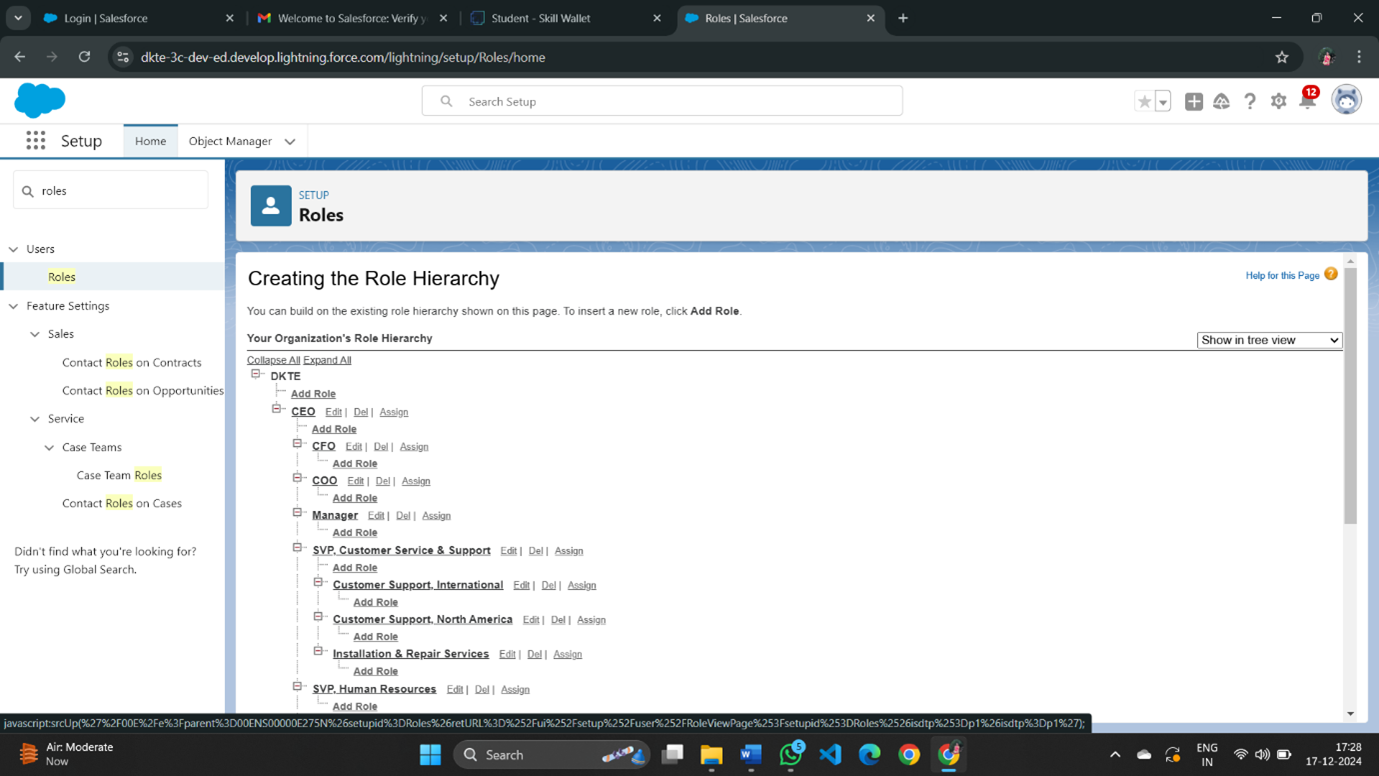 Login | Salesforce
Welcome to Salesforce: Verify y
Student - Skill Wallet
Roles | Salesforce
dkte-3c-dev-ed.develop.lightning.force.com/lightning/setup/Roles/home
Search Setup
12
Setup
Home
Object Manager
roles
Users
Roles
Feature Settings
Sales
Contact Roles on Contracts
Contact Roles on Opportunities
Service
Case Teams
Case Team Roles
Contact Roles on Cases
Didn't find what you're looking for?
Try using Global Search.
SETUP
Roles
Creating the Role Hierarchy
Help for this Page
You can build on the existing role hierarchy shown on this page. To insert a new role, click Add Role.
Your Organization's Role Hierarchy
Show in tree view
Collapse All Expand All
DKTE
Add Role
CEO Edit | Del | Assign
Add Role
CFO Edit | Del | Assign
Add Role
COO Edit | Del | Assign
Add Role
Manager Edit | Del | Assign
Add Role
SVP, Customer Service & Support Edit | Del | Assign
Add Role
Customer Support, International Edit | Del | Assign
Add Role
Customer Support, North America Edit | Del | Assign
Add Role
Installation & Repair Services Edit | Del | Assign
Add Role
SVP, Human Resources Edit | Del | Assign
Add Role
javascript:srcUp(%27%2F00E%2Fe%3Fparent%3D00ENS00000E275N%26setupid%3DRoles%26retURL%3D%252Fui%252Fsetup%252Fuser%252FRoleViewPage%253Fsetupid%253DRoles%2526isdtp%253Dp1%26isdtp%3Dp1%27);
Air: Moderate
Now
Search
5
ENG
IN
17:28
17-12-2024